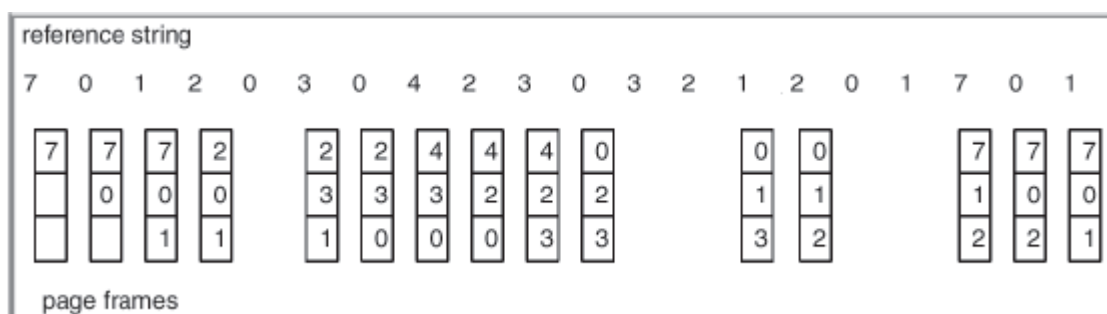 reference string
7 0 1 2 0 3 0 4 2 3 0 3 2 1 2 0 1 7 0 1
7 7 7 2 2 2 4 4 4 0 0 0 7 7 7
0 0 0 3 3 3 2 2 2 1 1 1 0 0
1 1 1 0 0 0 3 3 3 2 2 2 1
page frames